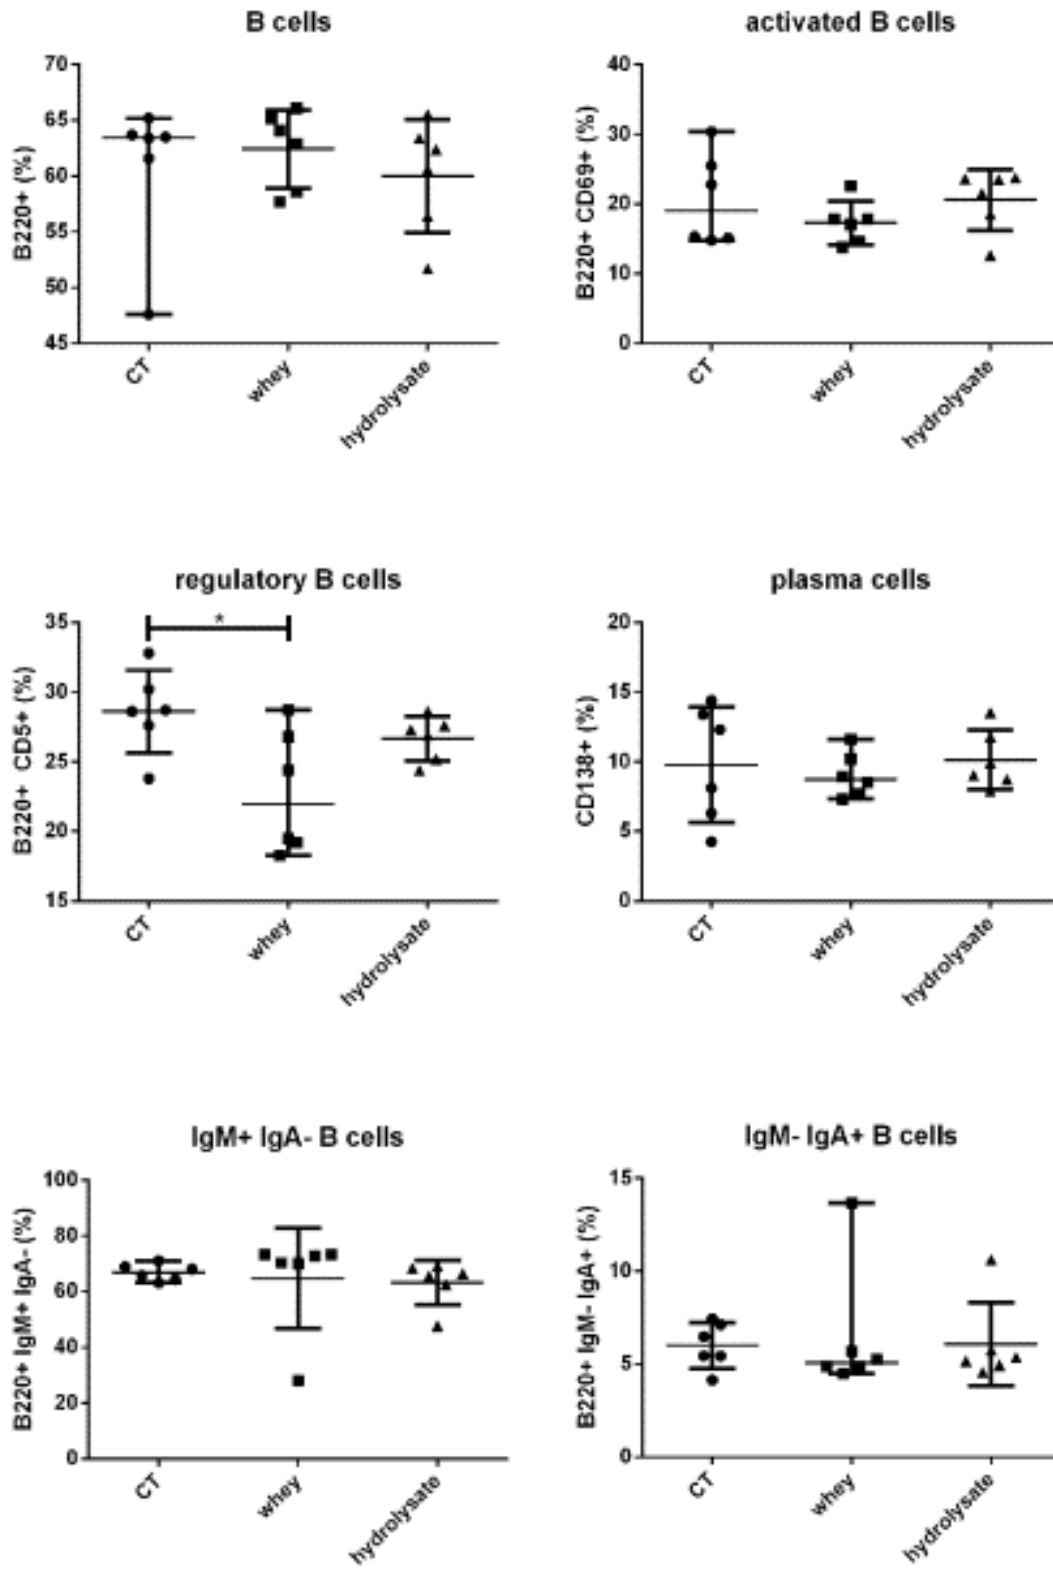 B cells
B220+ (%)
70
65
60
55
50
45
CT
whey
hydrolysate
activated B cells
B220+ CD69+ (%)
40
30
20
10
0
CT
whey
hydrolysate
regulatory B cells
B220+ CD5+ (%)
35
30
25
20
15
*
CT
whey
hydrolysate
plasma cells
CD138+ (%)
20
15
10
5
0
CT
whey
hydrolysate
IgM+ IgA- B cells
B220+ IgM+ IgA- (%)
100
80
60
40
20
0
CT
whey
hydrolysate
IgM- IgA+ B cells
B220+ IgM- IgA+ (%)
15
10
5
0
CT
whey
hydrolysate